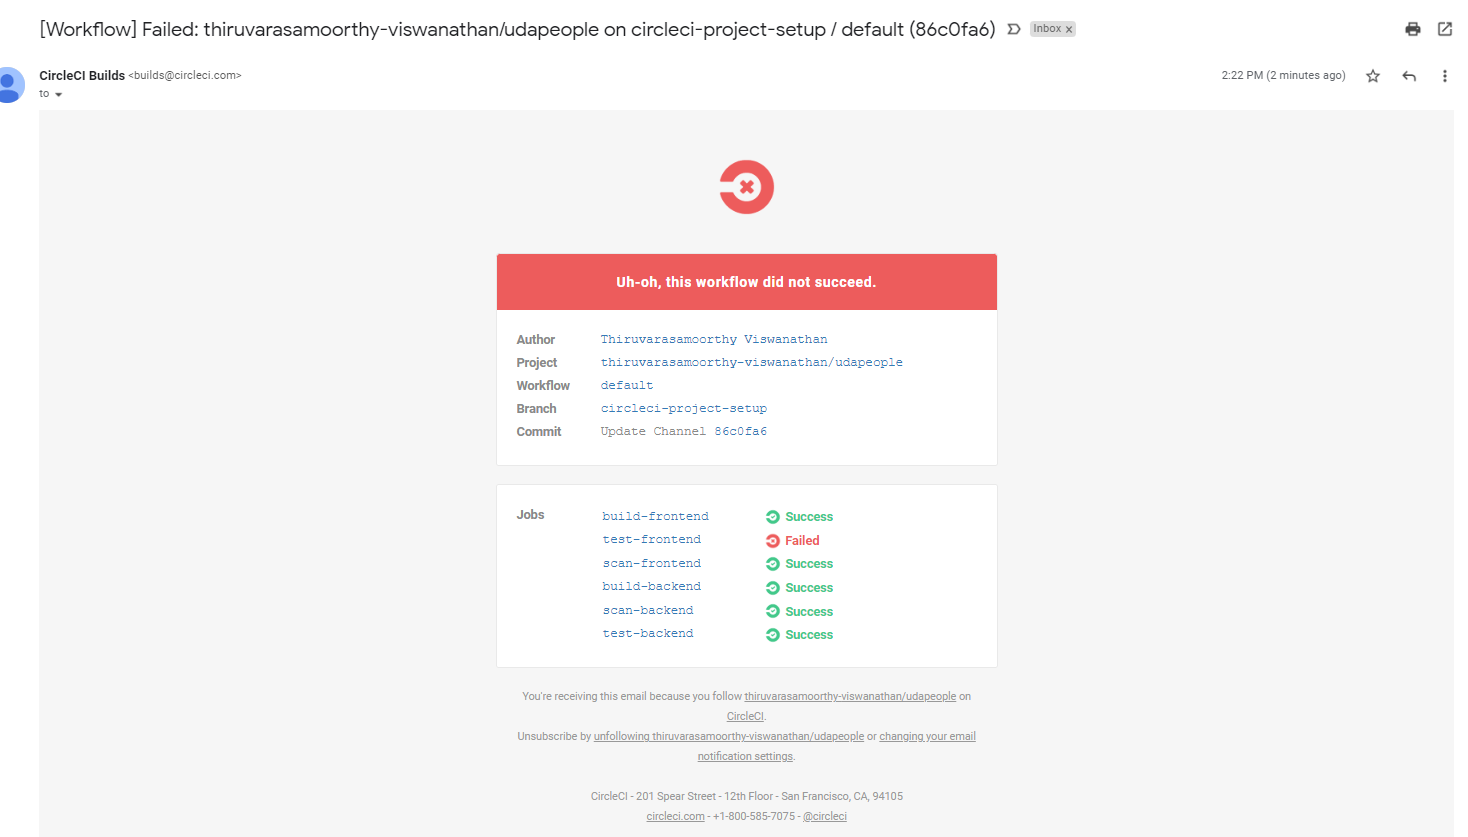 [Workflow] Failed: thiruvarasamoorthy-viswanathan/udapeople on circleci-project-setup / default (86c0fa6) Inbox x
CircleCI Builds <builds@circleci.com> 2:22 PM (2 minutes ago)
to
Uh-oh, this workflow did not succeed.
Author Thiruvarasamoorthy Viswanathan
Project thiruvarasamoorthy-viswanathan/udapeople
Workflow default
Branch circleci-project-setup
Commit Update Channel 86c0fa6
Jobs build-frontend Success
test-frontend Failed
scan-frontend Success
build-backend Success
scan-backend Success
test-backend Success
You're receiving this email because you follow thiruvarasamoorthy-viswanathan/udapeople on
CircleCI.
Unsubscribe by unfollowing thiruvarasamoorthy-viswanathan/udapeople or changing your email
notification settings.
CircleCI - 201 Spear Street - 12th Floor - San Francisco, CA, 94105
circleci.com - +1-800-585-7075 - @circleci